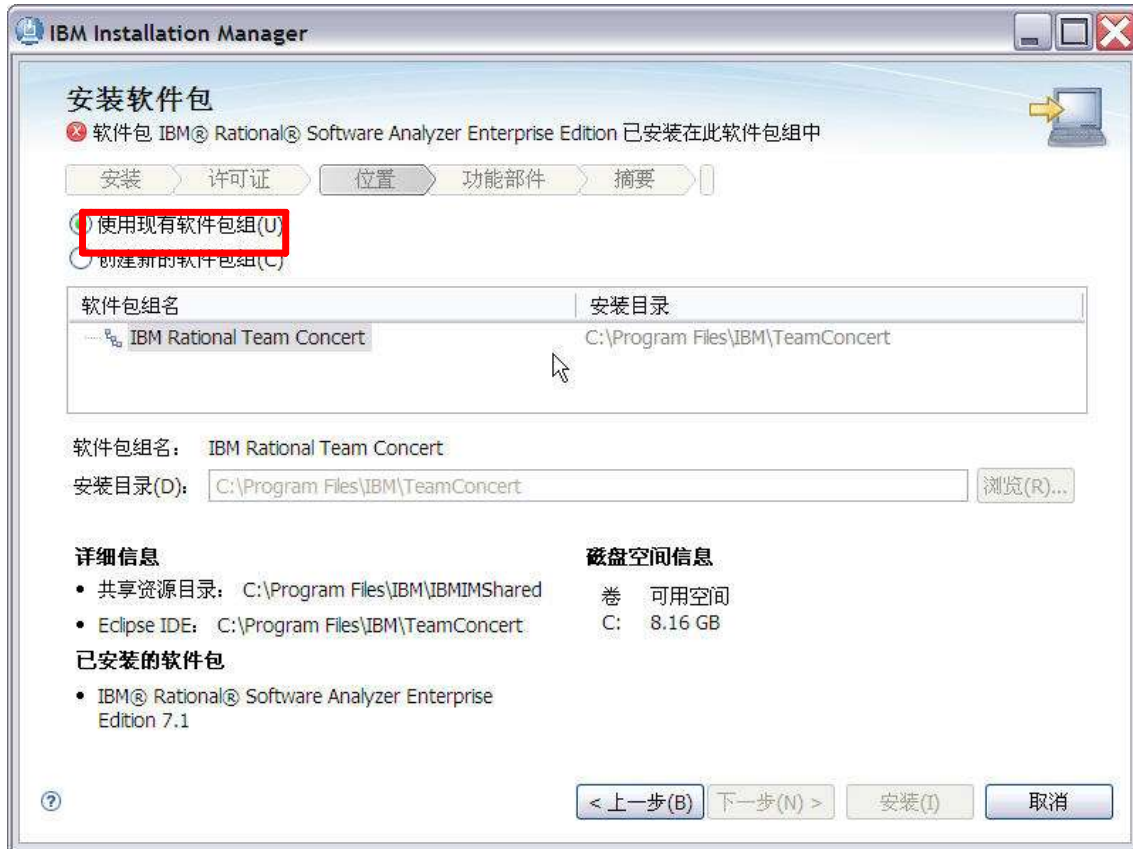 IBM Installation Manager
安装软件包
软件包 IBM® Rational® Software Analyzer Enterprise Edition 已安装在此软件包组中
安装 许可证 位置 功能部件 摘要
使用现有软件包组(U)
创建新的软件包组(C)
软件包组名 安装目录
IBM Rational Team Concert C:\Program Files\IBM\TeamConcert
软件包组名： IBM Rational Team Concert
安装目录(D)： C:\Program Files\IBM\TeamConcert 浏览(R)...
详细信息 磁盘空间信息
• 共享资源目录： C:\Program Files\IBM\IBMIMShared 卷 可用空间
• Eclipse IDE： C:\Program Files\IBM\TeamConcert C: 8.16 GB
已安装的软件包
• IBM® Rational® Software Analyzer Enterprise
Edition 7.1
< 上一步(B) 下一步(N) > 安装(I) 取消